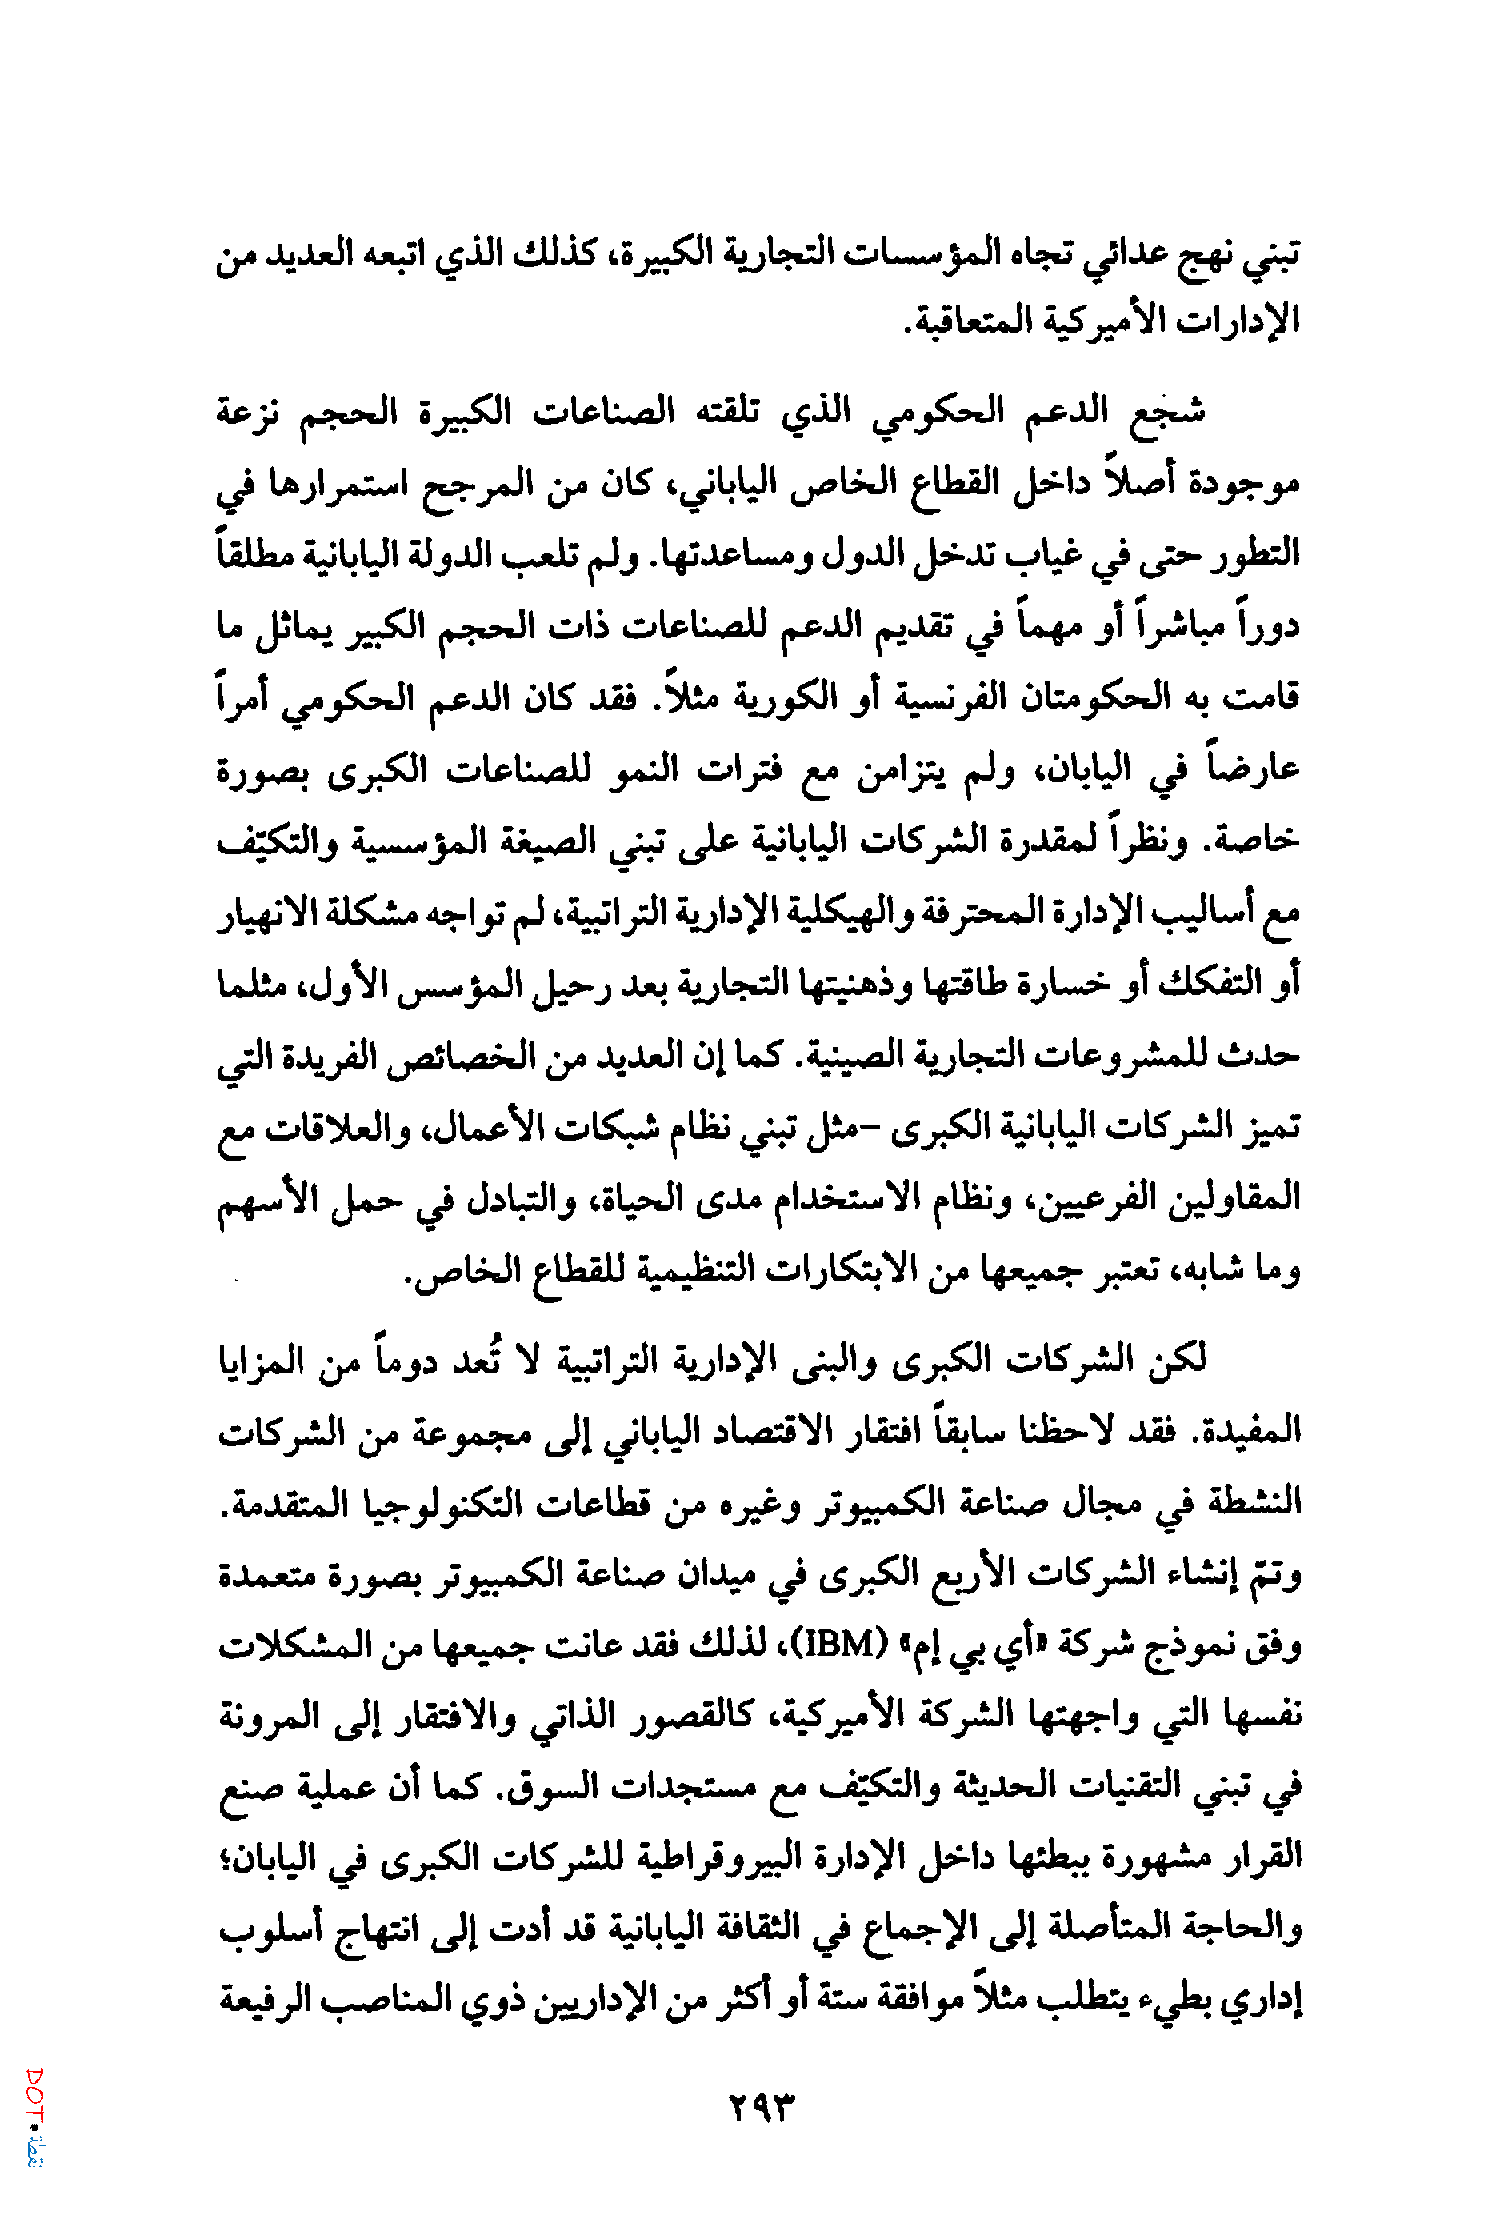 تبني نهج عدائي تجاه المؤسسات التجارية الكبيرة، كذلك الذي اتبعه العديد من
الإدارات الأميركية المتعاقبة.
شجع الدعم الحكومي الذي تلقته الصناعات الكبيرة الحجم نزعة
موجودة أصلاً داخل القطاع الخاص الياباني، كان من المرجح استمرارها في
التطور حتى في غياب تدخل الدول ومساعدتها. ولم تلعب الدولة اليابانية مطلقاً
دوراً مباشراً أو مهماً في تقديم الدعم للصناعات ذات الحجم الكبير يماثل ما
قامت به الحكومتان الفرنسية أو الكورية مثلاً. فقد كان الدعم الحكومي أمراً
عارضاً في اليابان، ولم يتزامن مع فترات النمو للصناعات الكبرى بصورة
خاصة. ونظراً لمقدرة الشركات اليابانية على تبني الصيغة المؤسسية والتكيّف
مع أساليب الإدارة المحترفة والهيكلية الإدارية التراتبية، لم تواجه مشكلة الانهيار
أو التفكك أو خسارة طاقتها وذهنيتها التجارية بعد رحيل المؤسس الأول، مثلما
حدث للمشروعات التجارية الصينية. كما إن العديد من الخصائص الفريدة التي
تميز الشركات اليابانية الكبرى -مثل تبني نظام شبكات الأعمال، والعلاقات مع
المقاولين الفرعيين، ونظام الاستخدام مدى الحياة، والتبادل في حمل الأسهم
وما شابه، تعتبر جميعها من الابتكارات التنظيمية للقطاع الخاص.
لكن الشركات الكبرى والبنى الإدارية التراتبية لا تُعد دوماً من المزايا
المفيدة. فقد لاحظنا سابقاً افتقار الاقتصاد الياباني إلى مجموعة من الشركات
النشطة في مجال صناعة الكمبيوتر وغيره من قطاعات التكنولوجيا المتقدمة.
وتمّ إنشاء الشركات الأربع الكبرى في ميدان صناعة الكمبيوتر بصورة متعمدة
وفق نموذج شركة «أي بي إم» (IBM)، لذلك فقد عانت جميعها من المشكلات
نفسها التي واجهتها الشركة الأميركية، كالقصور الذاتي والافتقار إلى المرونة
في تبني التقنيات الحديثة والتكيّف مع مستجدات السوق. كما أن عملية صنع
القرار مشهورة ببطئها داخل الإدارة البيروقراطية للشركات الكبرى في اليابان؛
والحاجة المتأصلة إلى الإجماع في الثقافة اليابانية قد أدت إلى انتهاج أسلوب
إداري بطيء يتطلب مثلاً موافقة ستة أو أكثر من الإداريين ذوي المناصب الرفيعة
٢٩٣
DOT نقطة